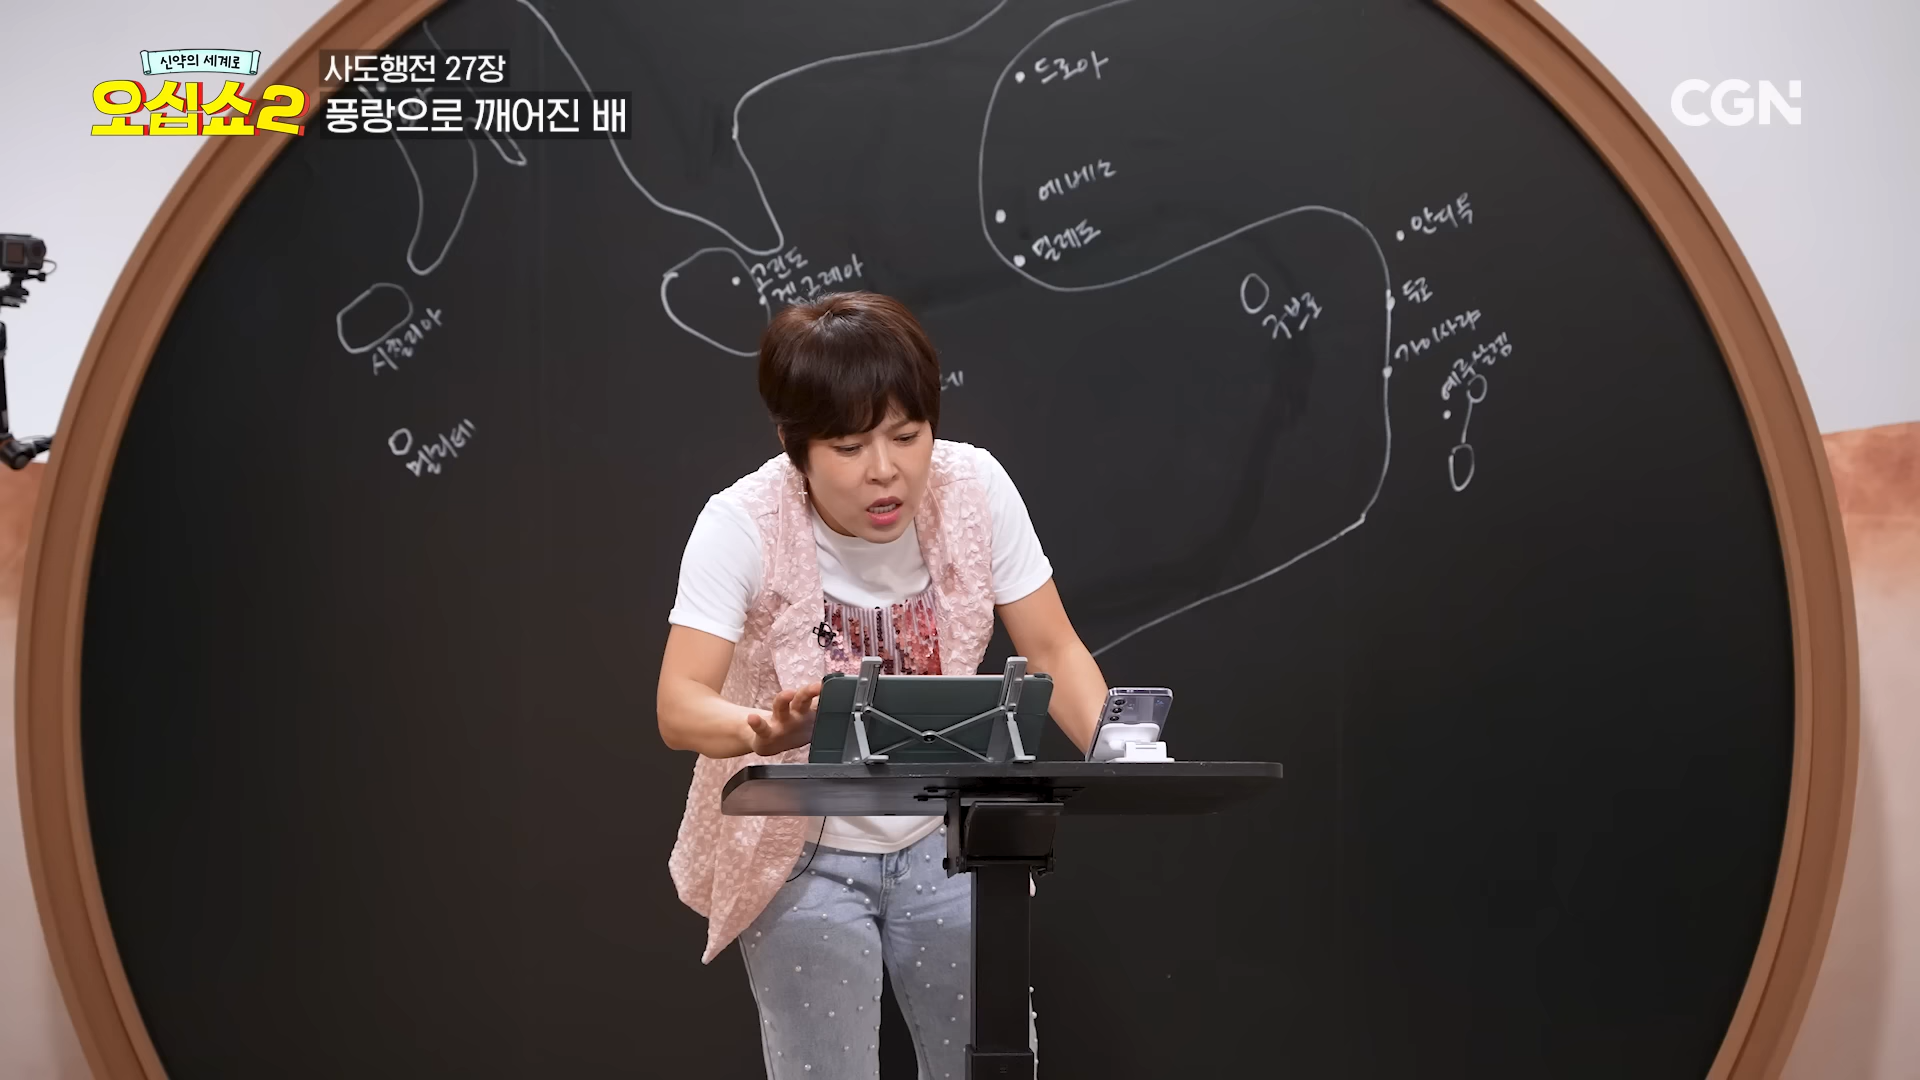 신약의 세계로
오십쇼2
사도행전 27장
풍랑으로 깨어진 배
CGN
드로아
에베소
밀레도
안디옥
고린도
겐그레아
구브로
두로
가이사랴
예루살렘
시칠리아
멜리데